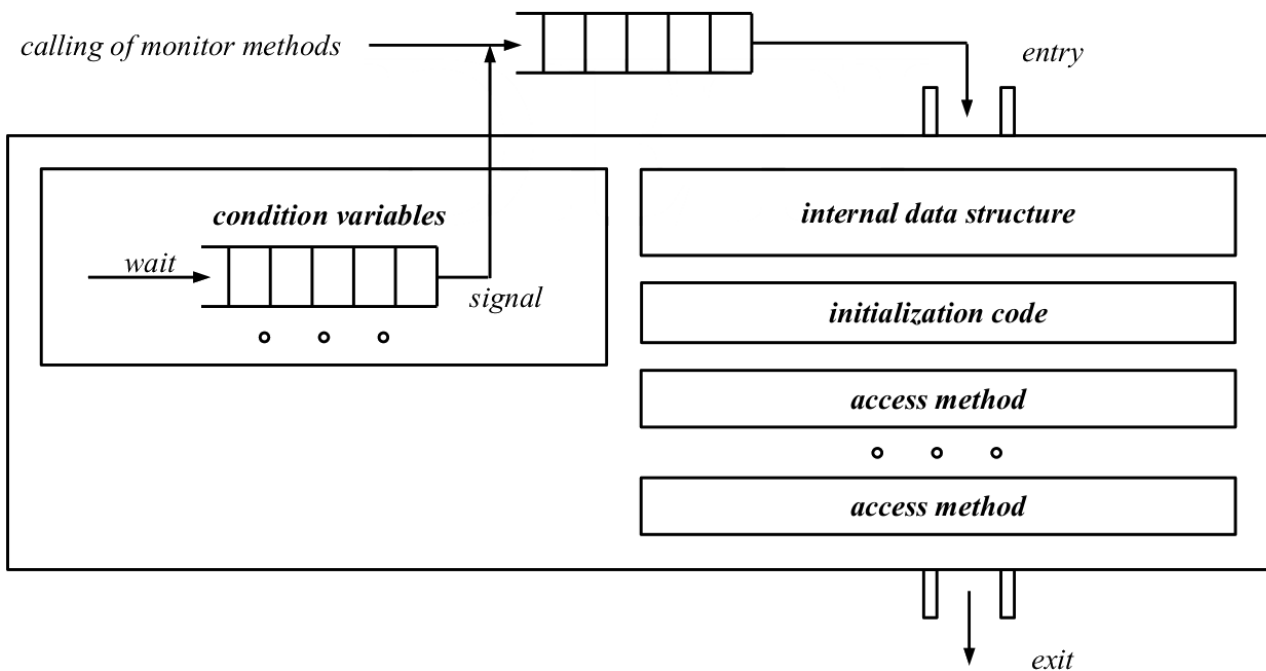 calling of monitor methods
entry
condition variables
wait
signal
internal data structure
initialization code
access method
access method
exit